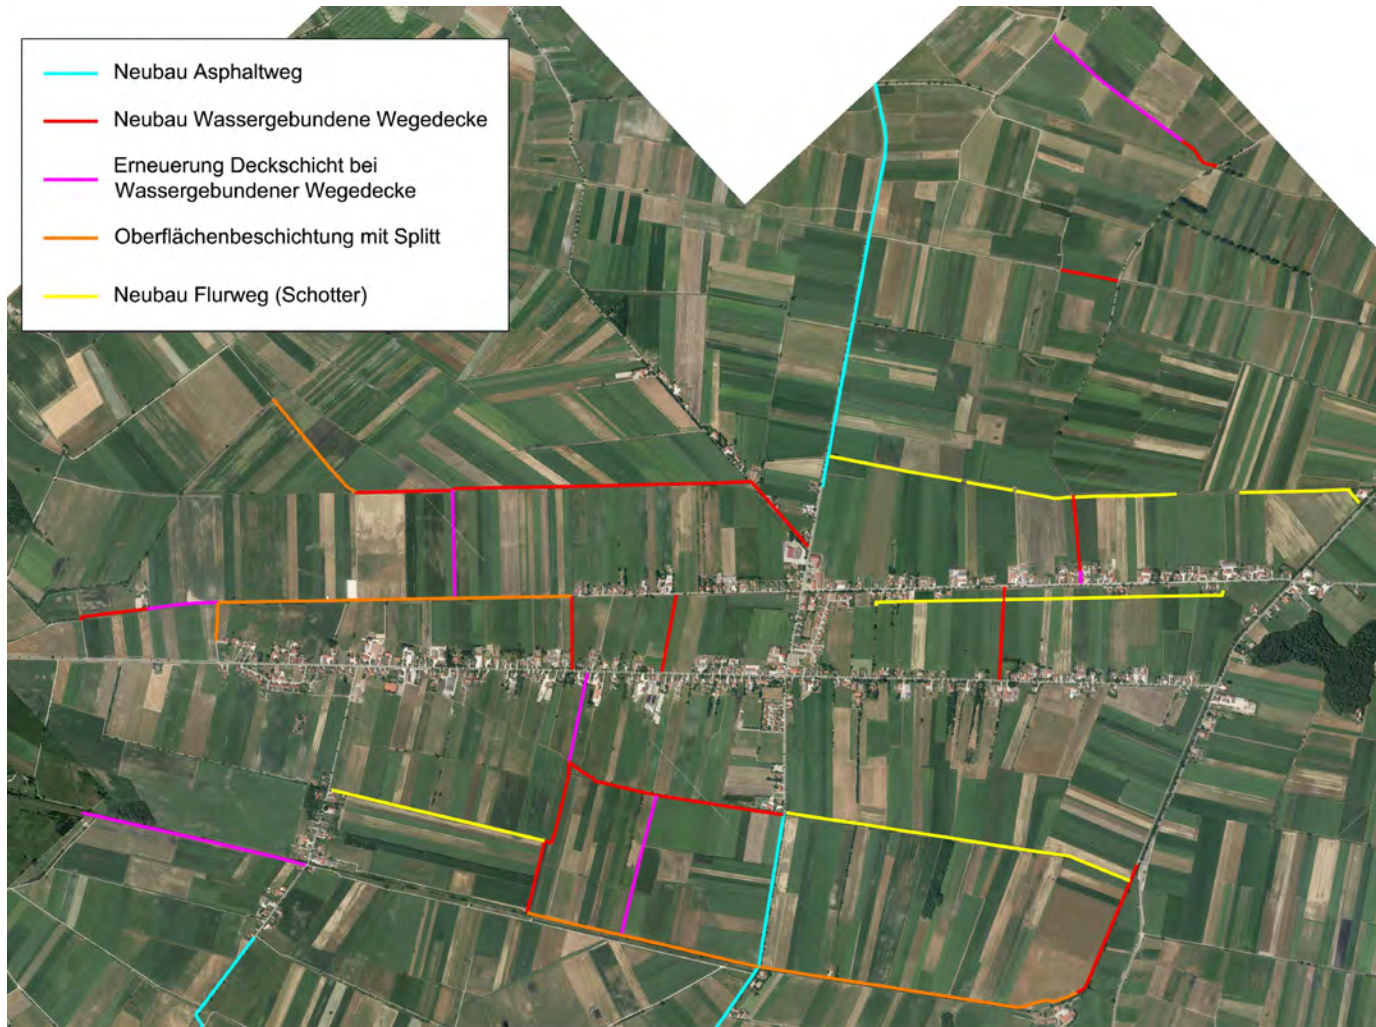 Neubau Asphaltweg
Neubau Wassergebundene Wegedecke
Erneuerung Deckschicht bei
Wassergebundener Wegedecke
Oberflächenbeschichtung mit Splitt
Neubau Flurweg (Schotter)